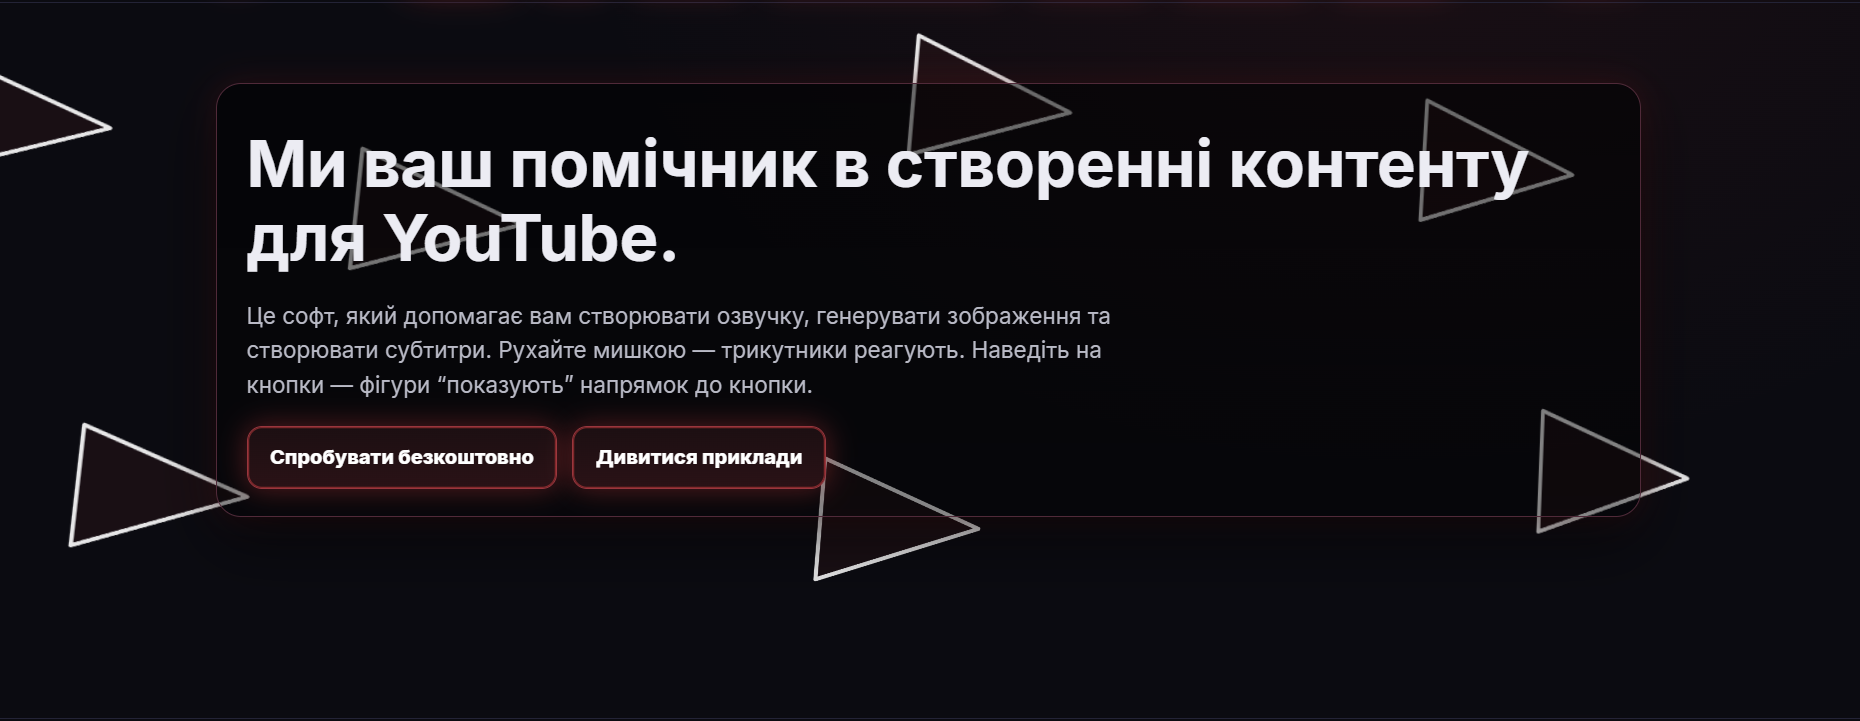 Ми ваш помічник в створенні контенту
для YouTube.
Це софт, який допомагає вам створювати озвучку, генерувати зображення та
створювати субтитри. Рухайте мишкою — трикутники реагують. Наведіть на
кнопки — фігури “показують” напрямок до кнопки.
Спробувати безкоштовно
Дивитися приклади